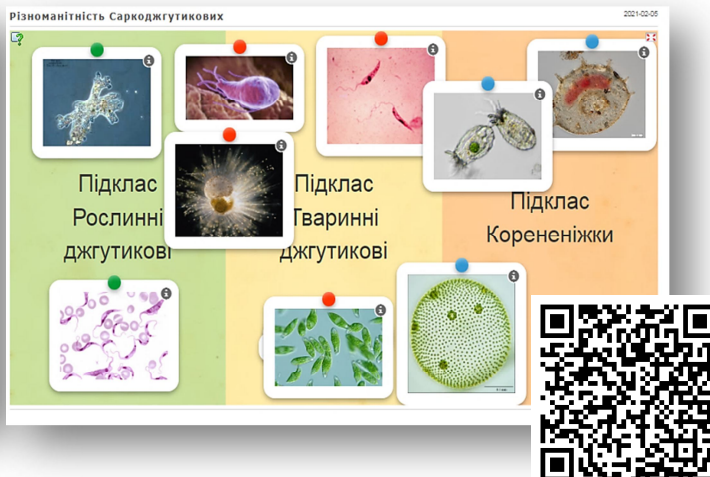 Різноманітність Саркоджгутикових
2021-02-05
Підклас
Рослинні
джгутикові
Підклас
Тваринні
джгутикові
Підклас
Корененіжки